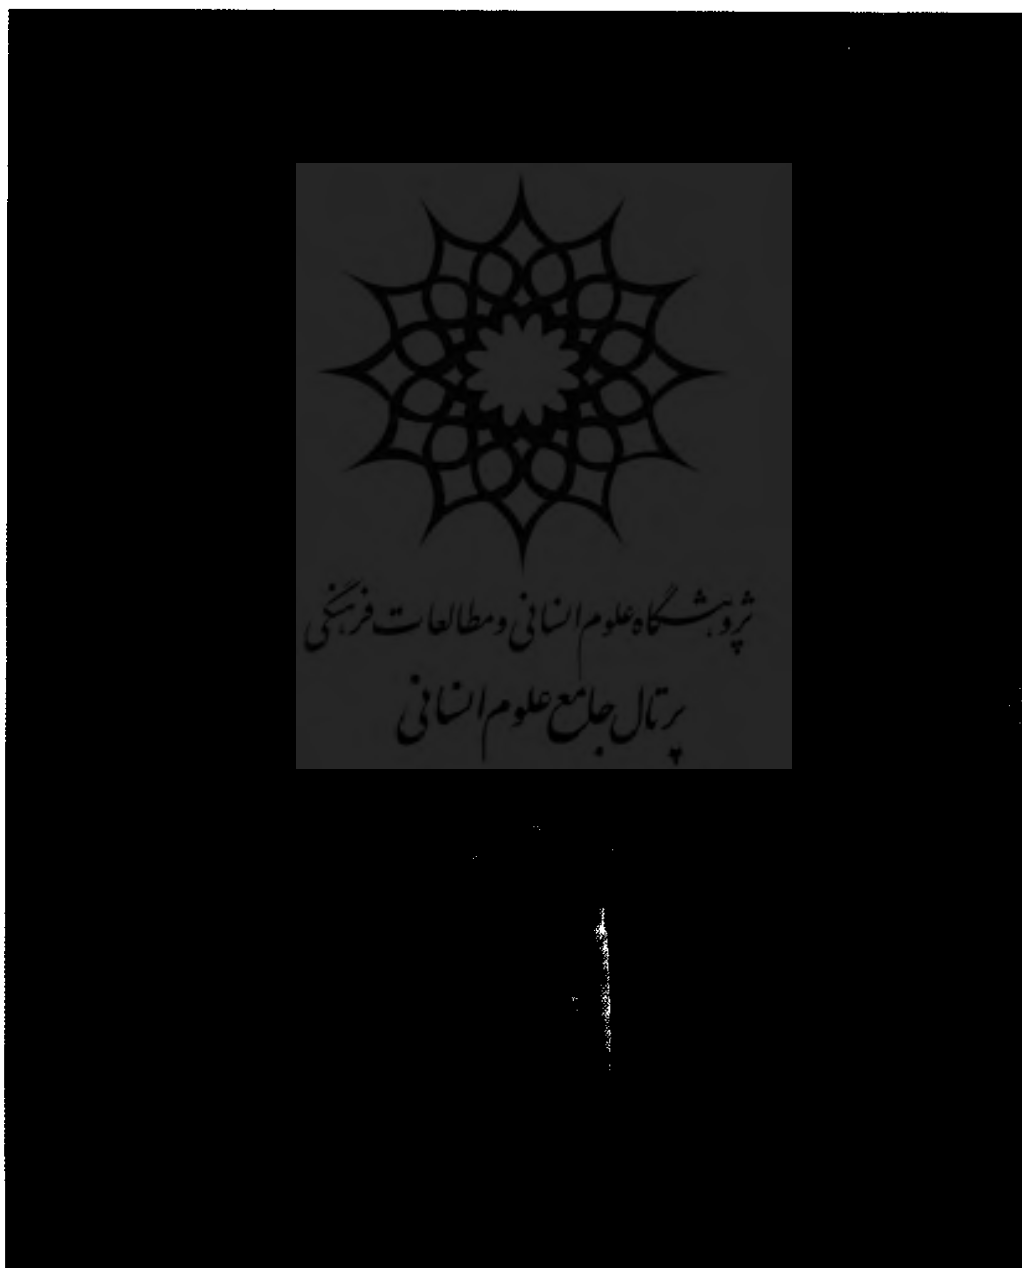 پژوهشگاه علوم انسانی و مطالعات فرهنگی
پرتال جامع علوم انسانی